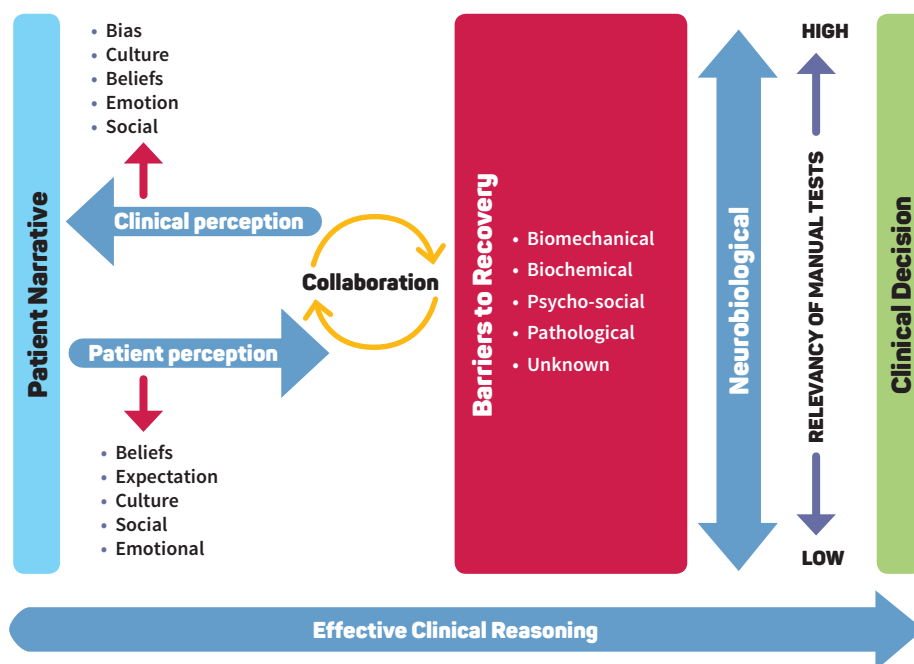 Patient Narrative
• Bias
• Culture
• Beliefs
• Emotion
• Social
Clinical perception
Collaboration
Patient perception
• Beliefs
• Expectation
• Culture
• Social
• Emotional
Barriers to Recovery
• Biomechanical
• Biochemical
• Psycho-social
• Pathological
• Unknown
Neurobiological
HIGH
RELEVANCY OF MANUAL TESTS
LOW
Clinical Decision
Effective Clinical Reasoning